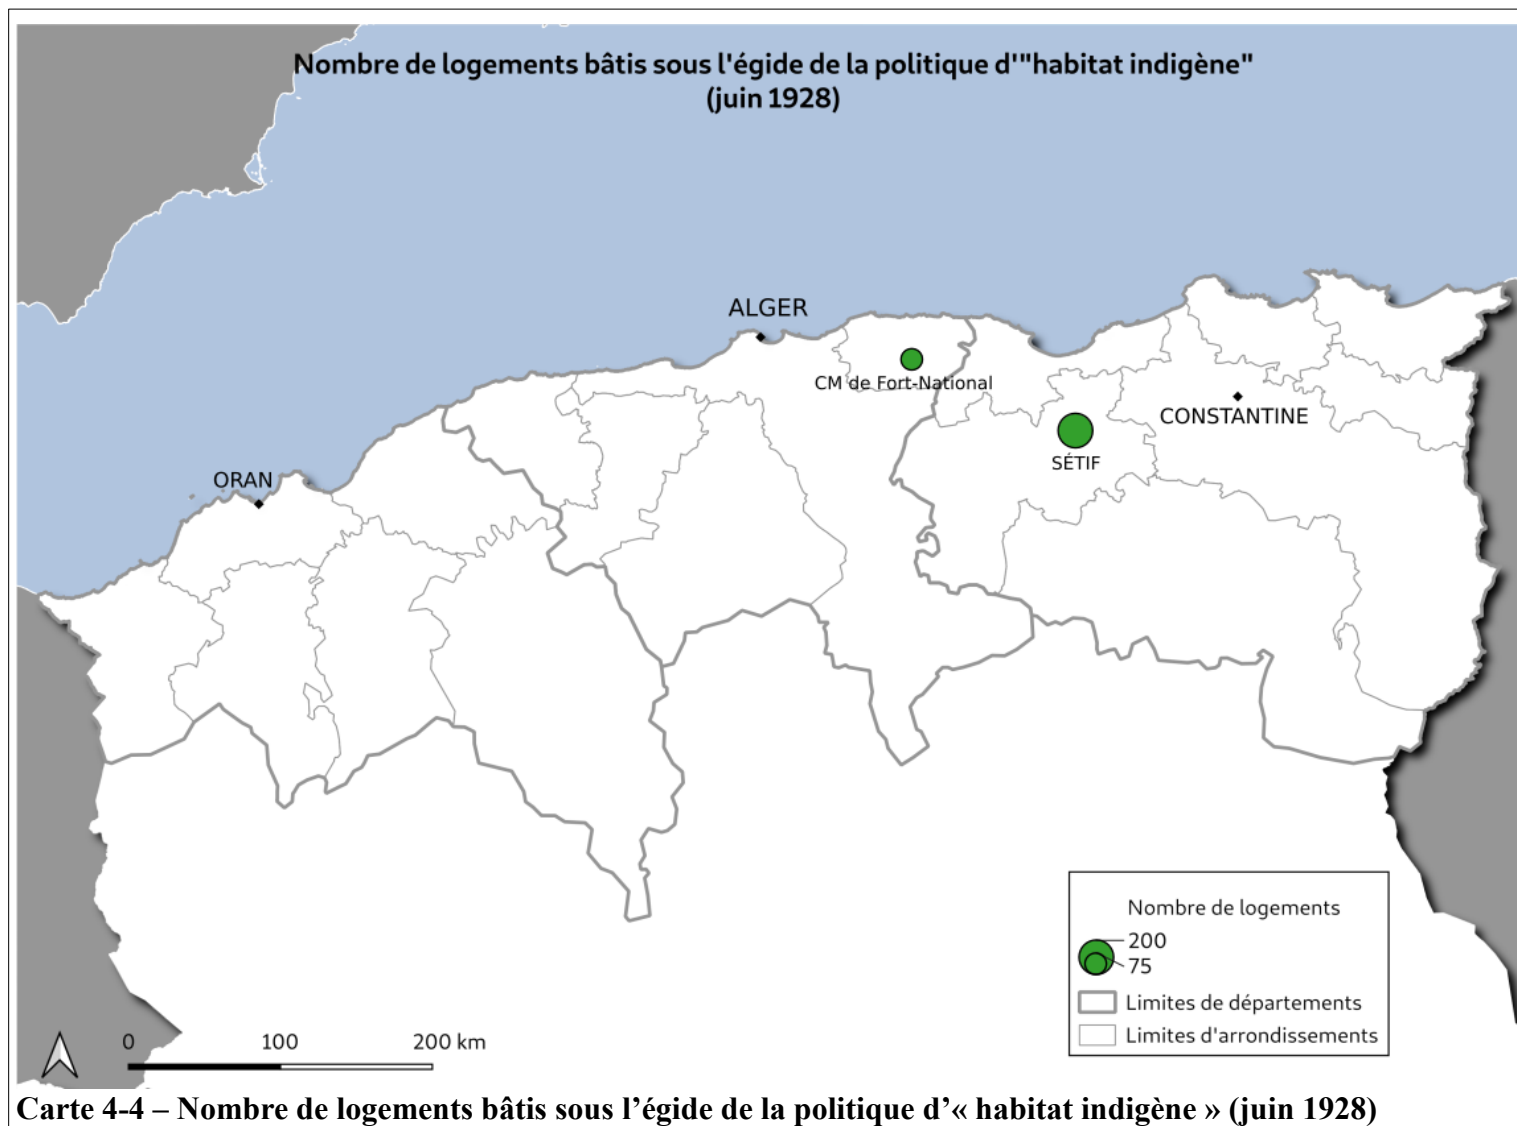 Nombre de logements bâtis sous l'égide de la politique d'"habitat indigène"
(juin 1928)
ALGER
CM de Fort-National
CONSTANTINE
SÉTIF
ORAN
Nombre de logements
200
75
Limites de départements
Limites d'arrondissements
0 100 200 km
Carte 4-4 – Nombre de logements bâtis sous l’égide de la politique d’« habitat indigène » (juin 1928)